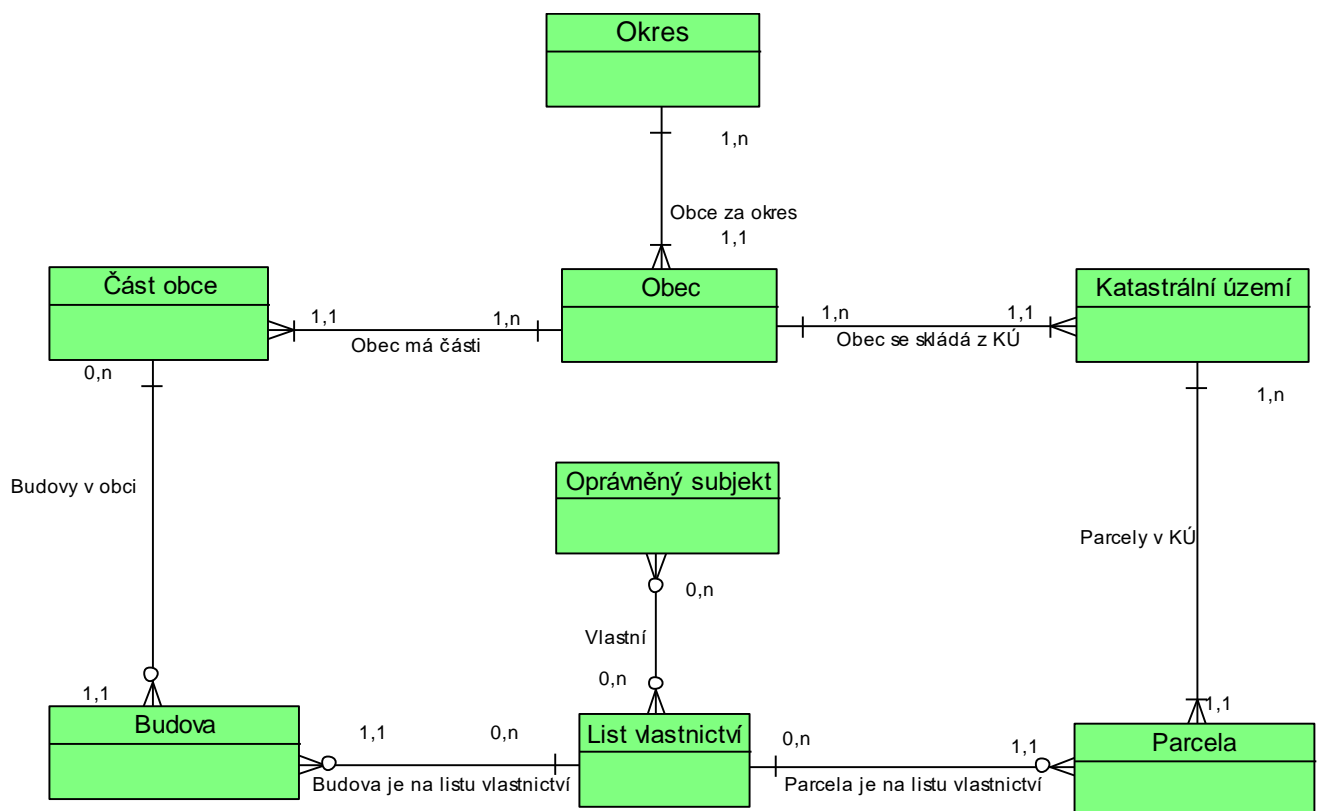 Okres
1,n
Obce za okres
1,1
Část obce
Obec
Katastrální území
1,1
1,n
Obec má části
1,n
1,1
Obec se skládá z KÚ
0,n
1,n
Budovy v obci
Oprávněný subjekt
Parcely v KÚ
0,n
Vlastní
0,n
1,1
1,1
Budova
List vlastnictví
Parcela
1,1
0,n
Budova je na listu vlastnictví
0,n
1,1
Parcela je na listu vlastnictví